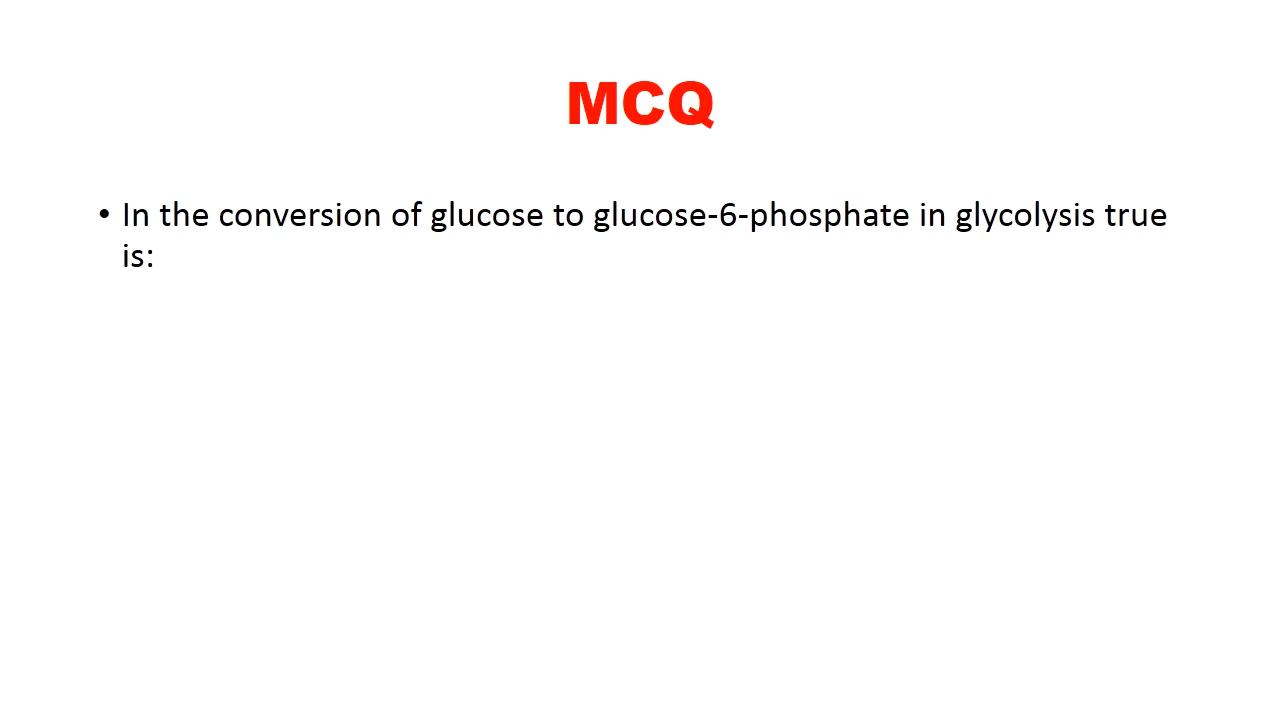 MCQ
• In the conversion of glucose to glucose-6-phosphate in glycolysis true
is: